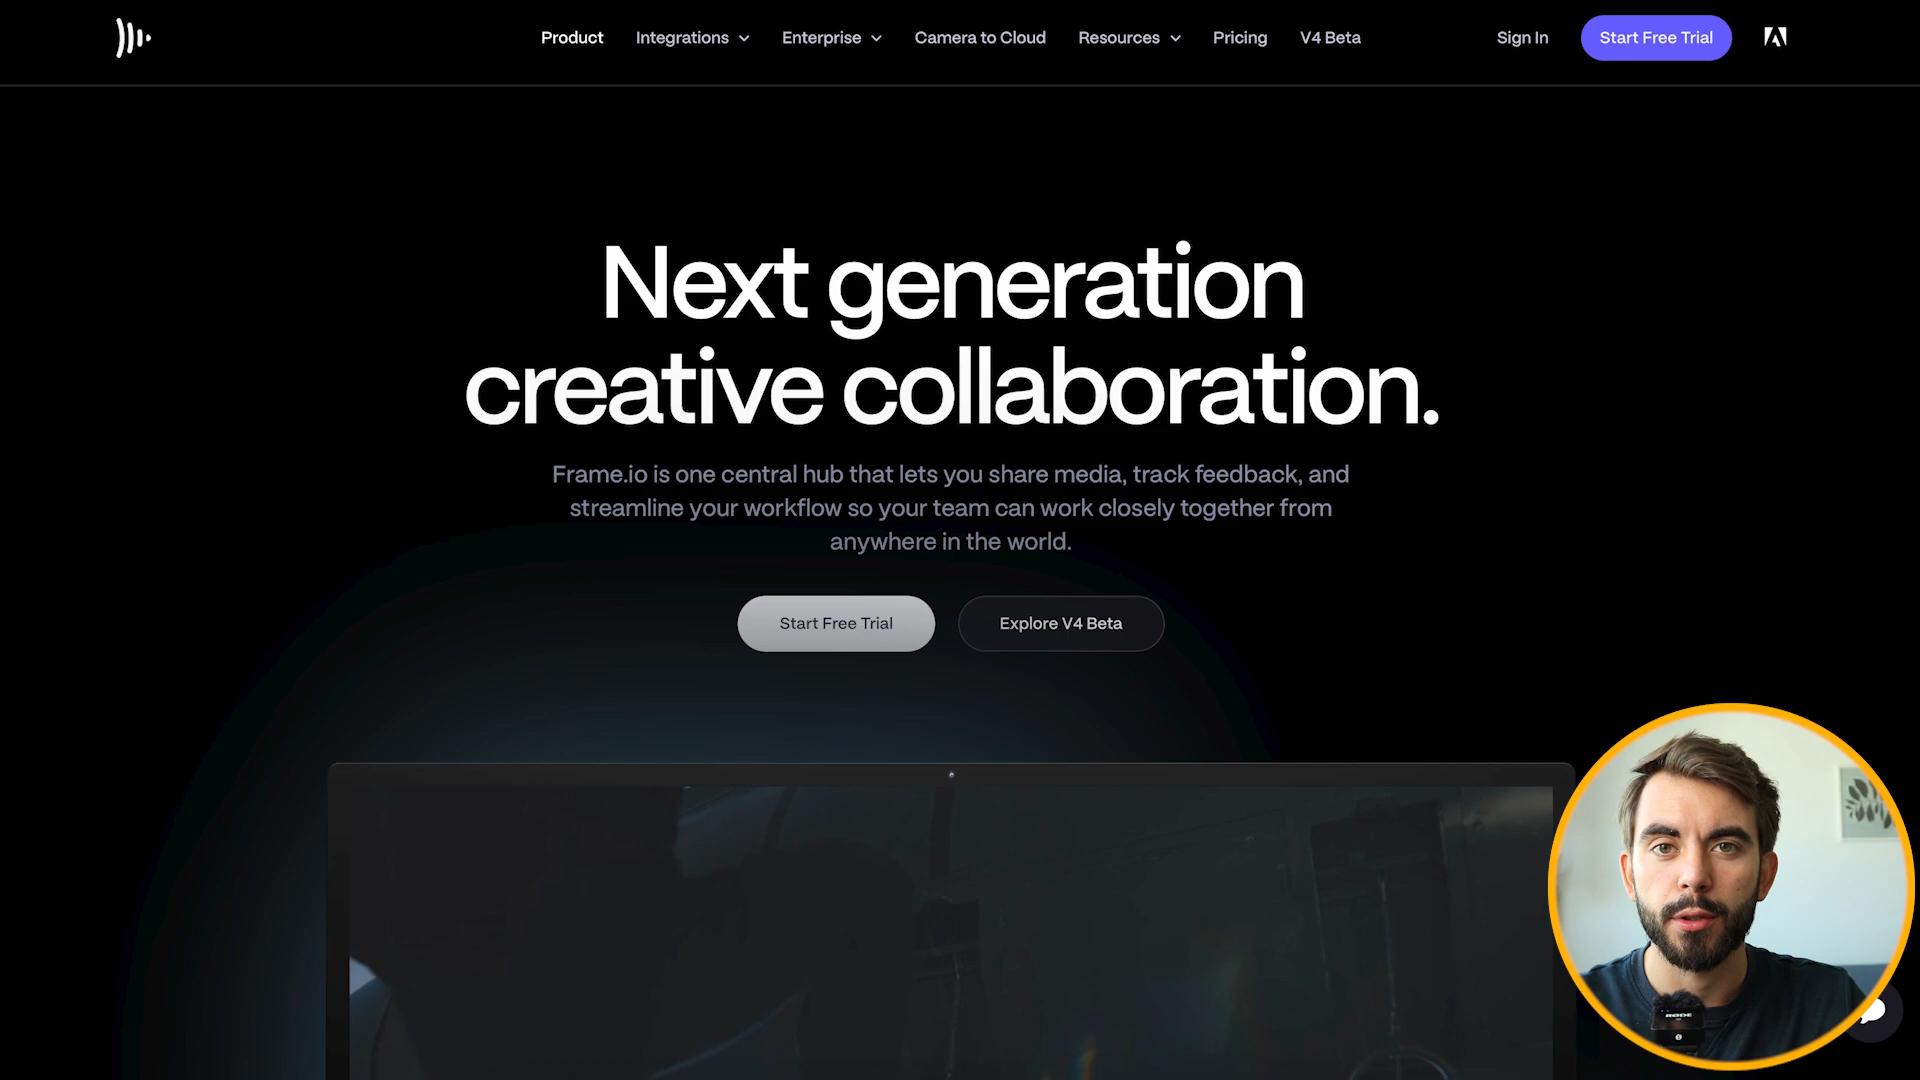 Product
Integrations
Enterprise
Camera to Cloud
Resources
Pricing
V4 Beta
Sign In
Start Free Trial
Next generation
creative collaboration.
Frame.io is one central hub that lets you share media, track feedback, and
streamline your workflow so your team can work closely together from
anywhere in the world.
Start Free Trial
Explore V4 Beta
RØDE